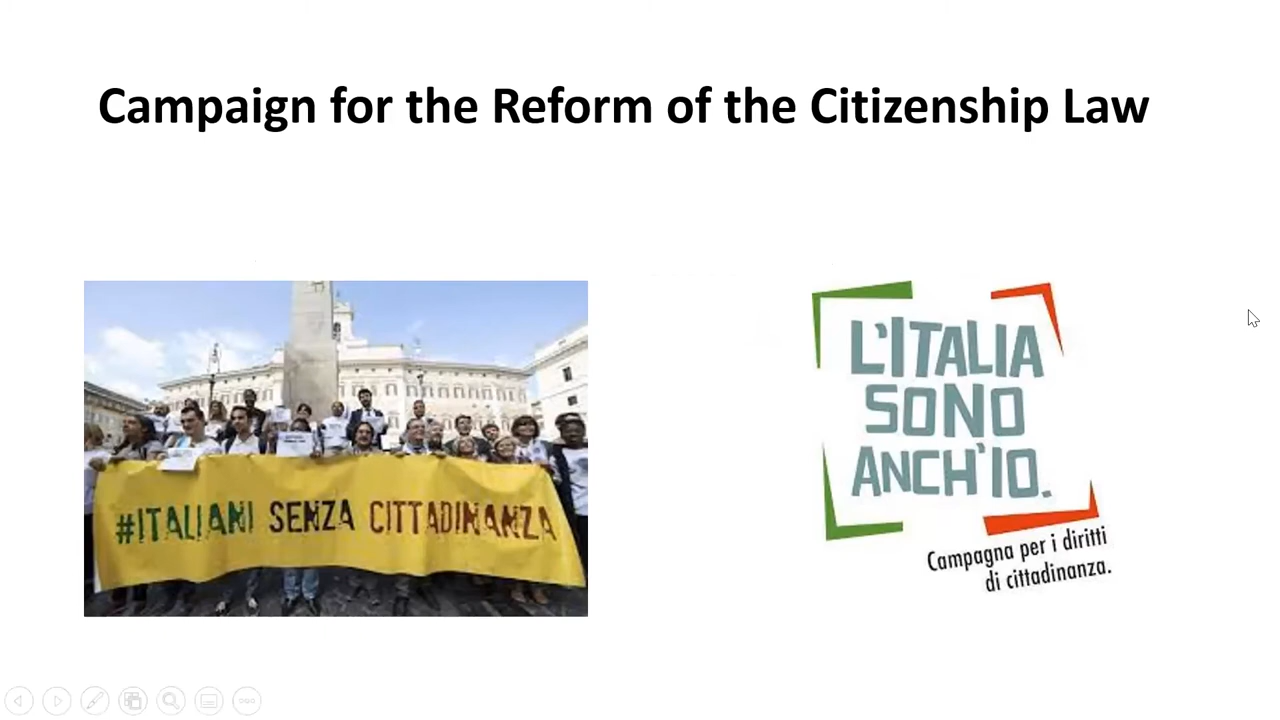 Campaign for the Reform of the Citizenship Law
#ITALIANI SENZA CITTADINANZA
L'ITALIA
SONO
ANCH'IO.
Campagna per i diritti
di cittadinanza.